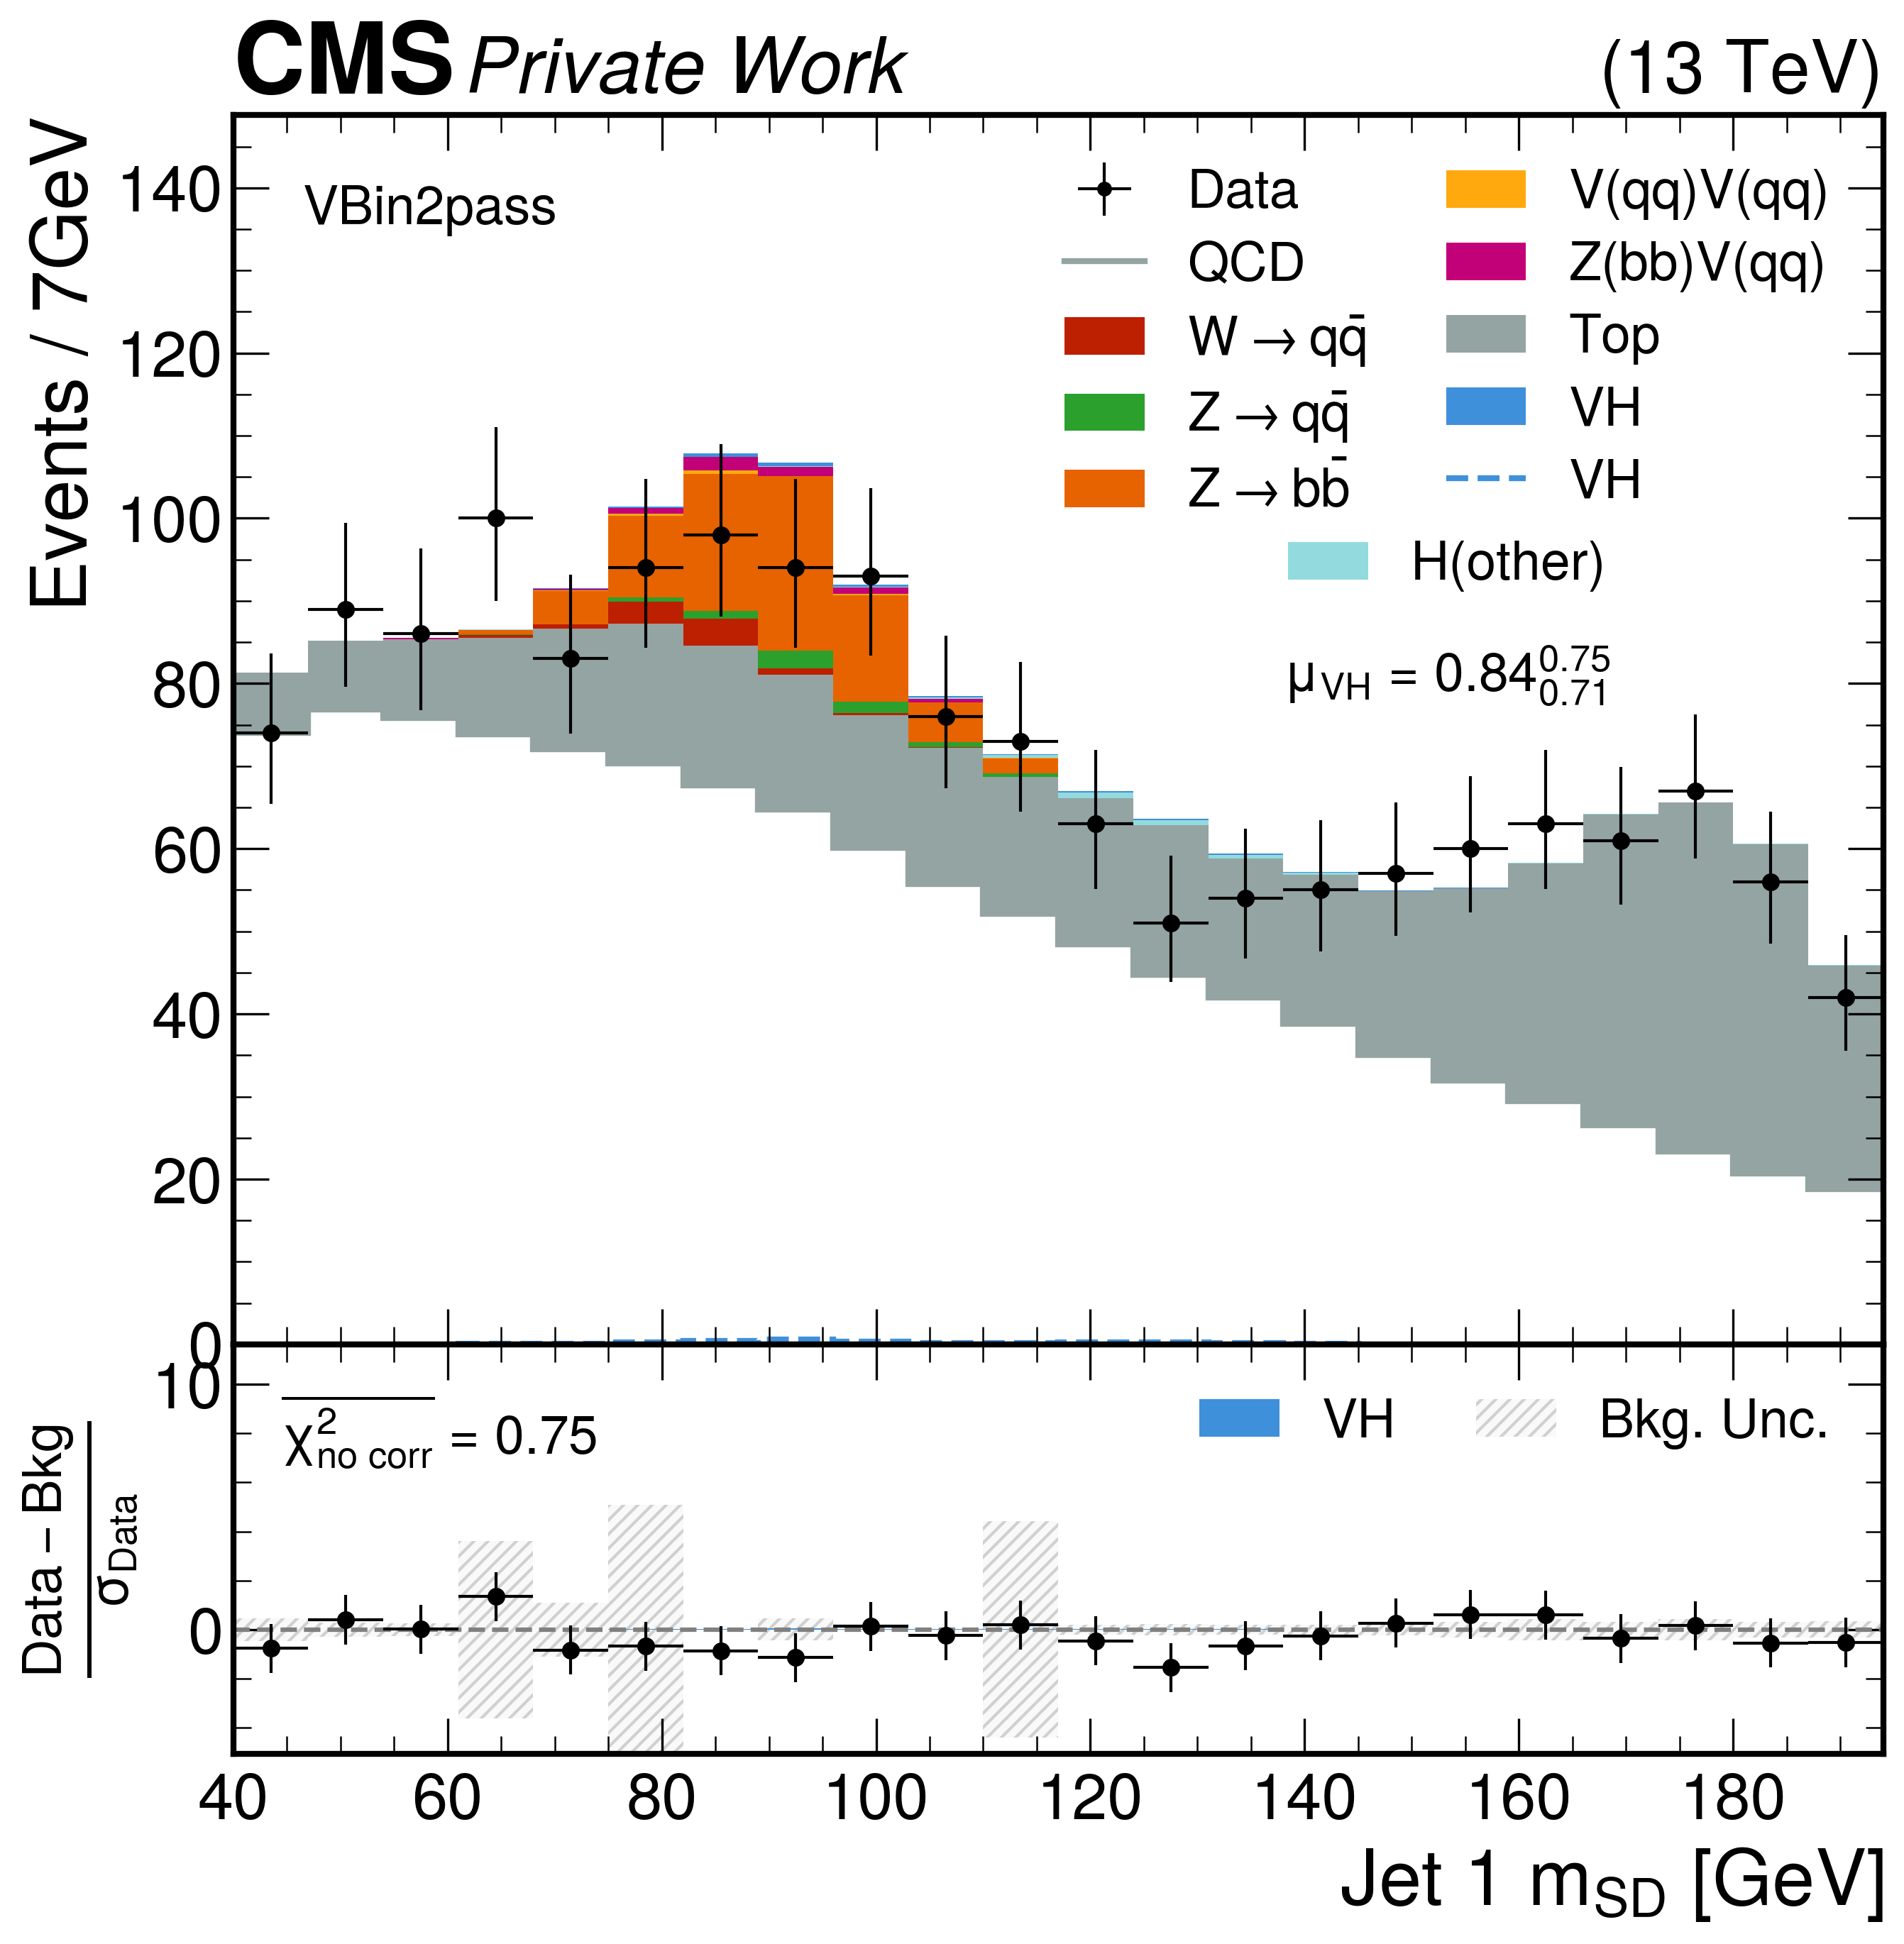 CMS Private Work (13 TeV)
Events / 7GeV
140
120
100
80
60
40
20
0
VBin2pass
Data
QCD
W → qq̄
Z → qq̄
Z → bb̄
V(qq)V(qq)
Z(bb)V(qq)
Top
VH
VH
H(other)
μ_VH = 0.84^0.75_0.71
10
0
Data − Bkg
σ_Data
χ²_no corr = 0.75
VH
Bkg. Unc.
40 60 80 100 120 140 160 180
Jet 1 m_SD [GeV]